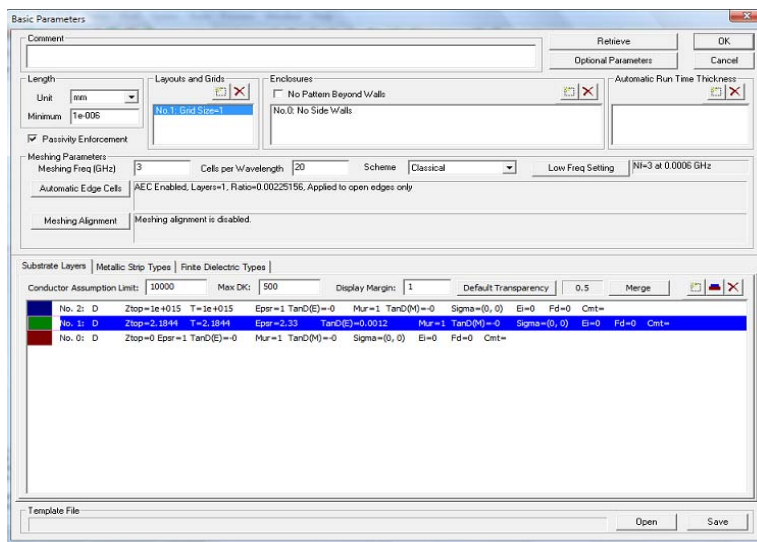 Basic Parameters
Comment
Retrieve
OK
Optional Parameters
Cancel
Length
Layouts and Grids
Enclosures
Automatic Run Time Thickness
Unit mm
No Pattern Beyond Walls
Minimum 1e-006
No.1: Grid Size=1
No.0: No Side Walls
Passivity Enforcement
Meshing Parameters
Meshing Freq (GHz) 3 Cells per Wavelength 20 Scheme Classical Low Freq Setting Nf=3 at 0.0006 GHz
Automatic Edge Cells AEC Enabled, Layers=1, Ratio=0.00225156, Applied to open edges only
Meshing Alignment Meshing alignment is disabled.
Substrate Layers Metallic Strip Types Finite Dielectric Types
Conductor Assumption Limit: 10000 Max DK: 500 Display Margin: 1 Default Transparency 0.5 Merge
No. 2: D Ztop=1e+015 T=1e+015 Epsr=1 TanD(E)=-0 Mur=1 TanD(M)=-0 Sigma=(0, 0) Ei=0 Fd=0 Cmt=
No. 1: D Ztop=2.1844 T=2.1844 Epsr=2.33 TanD(E)=0.0012 Mur=1 TanD(M)=-0 Sigma=(0, 0) Ei=0 Fd=0 Cmt=
No. 0: D Ztop=0 Epsr=1 TanD(E)=-0 Mur=1 TanD(M)=-0 Sigma=(0, 0) Ei=0 Fd=0 Cmt=
Template File
Open Save